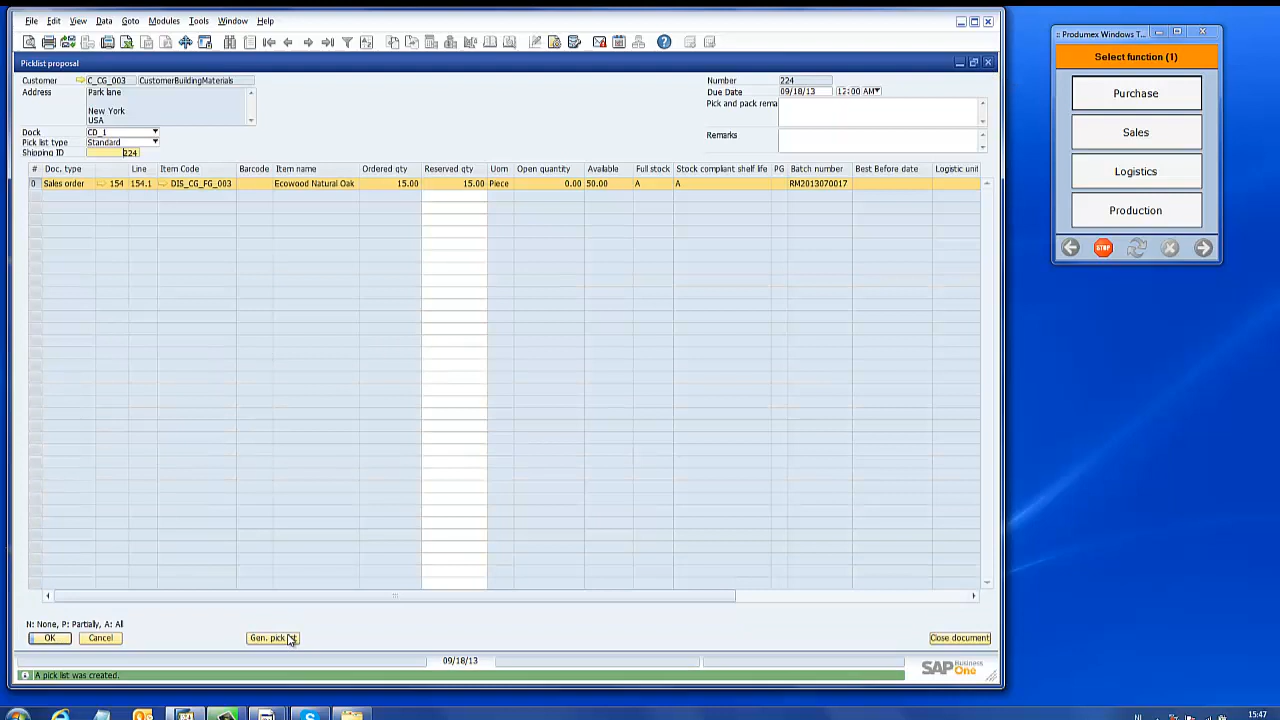 File Edit View Data Goto Modules Tools Window Help
Picklist proposal
Customer C_CG_003 CustomerBuildingMaterials
Address Park lane
New York
USA
Dock CD_1
Pick list type Standard
Shipping ID 224
Number 224
Due Date 09/18/13 12:00 AM
Pick and pack rema
Remarks
# Doc. type Line Item Code Barcode Item name Ordered qty Reserved qty Uom Open quantity Available Full stock Stock compliant shelf life PG Batch number Best Before date Logistic unit
0 Sales order 154 154.1 DIS_CG_FG_003 Ecowood Natural Oak 15.00 15.00 Piece 0.00 50.00 A A RM2013070017
N: None, P: Partially, A: All
OK Cancel Gen. pick Close document
09/18/13
A pick list was created.
SAP Business One
:: Produmex Windows T...
Select function (1)
Purchase
Sales
Logistics
Production
STOP
NL 15:47